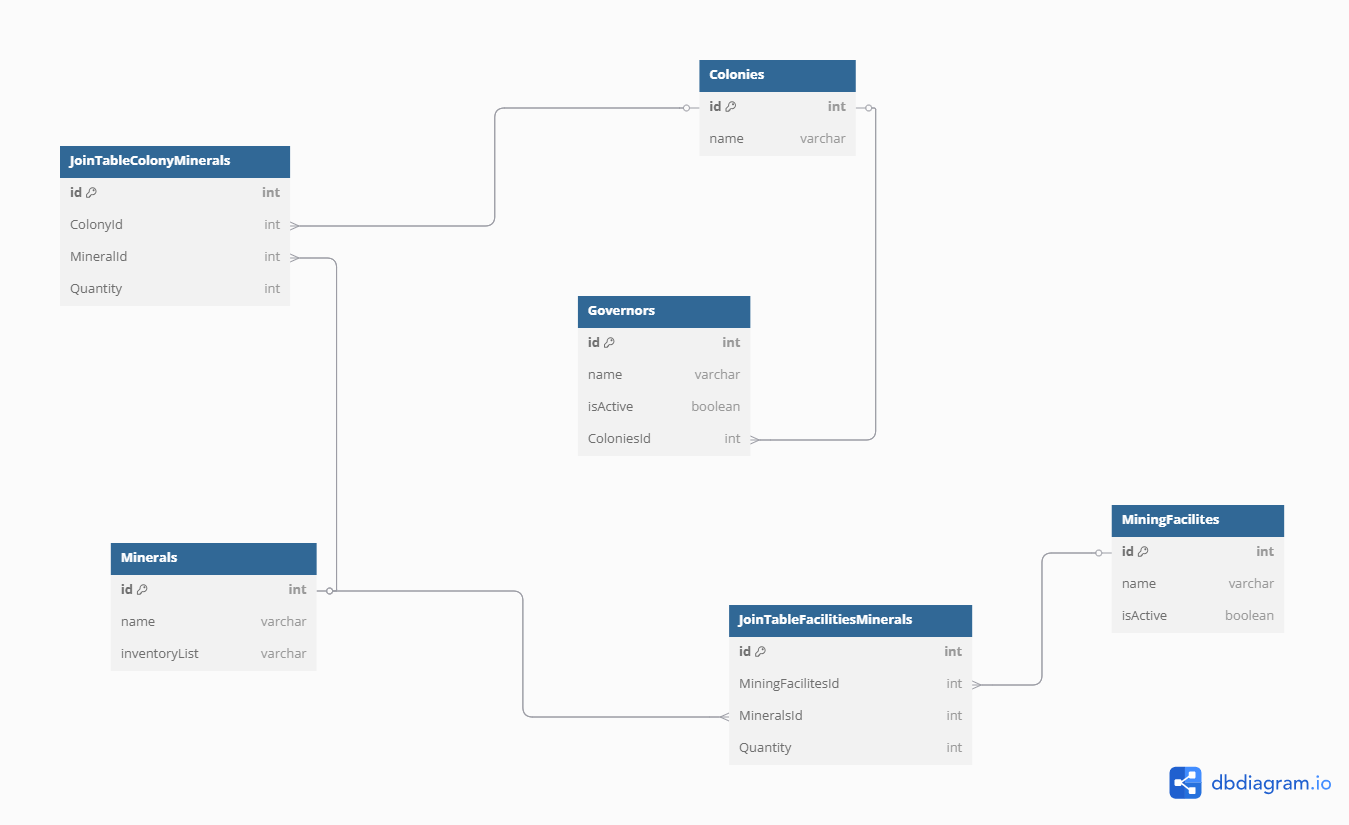 Colonies
id int
name varchar
JoinTableColonyMinerals
id int
ColonyId int
MineralId int
Quantity int
Governors
id int
name varchar
isActive boolean
ColoniesId int
MiningFacilites
id int
name varchar
isActive boolean
Minerals
id int
name varchar
inventoryList varchar
JoinTableFacilitiesMinerals
id int
MiningFacilitesId int
MineralsId int
Quantity int
dbdiagram.io